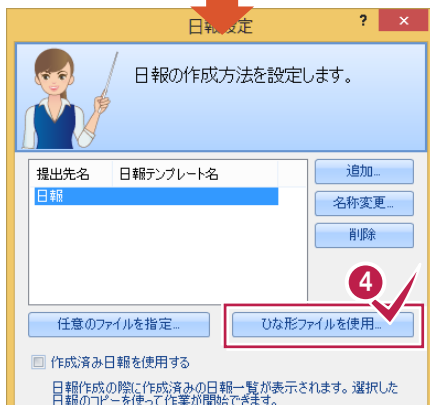 日報設定
?
×
日報の作成方法を設定します。
提出先名 日報テンプレート名
日報
追加...
名称変更...
削除
4
任意のファイルを指定... ひな形ファイルを使用...
作成済み日報を使用する
日報作成の際に作成済みの日報一覧が表示されます。選択した
日報のコピーを使って作業が開始できます。